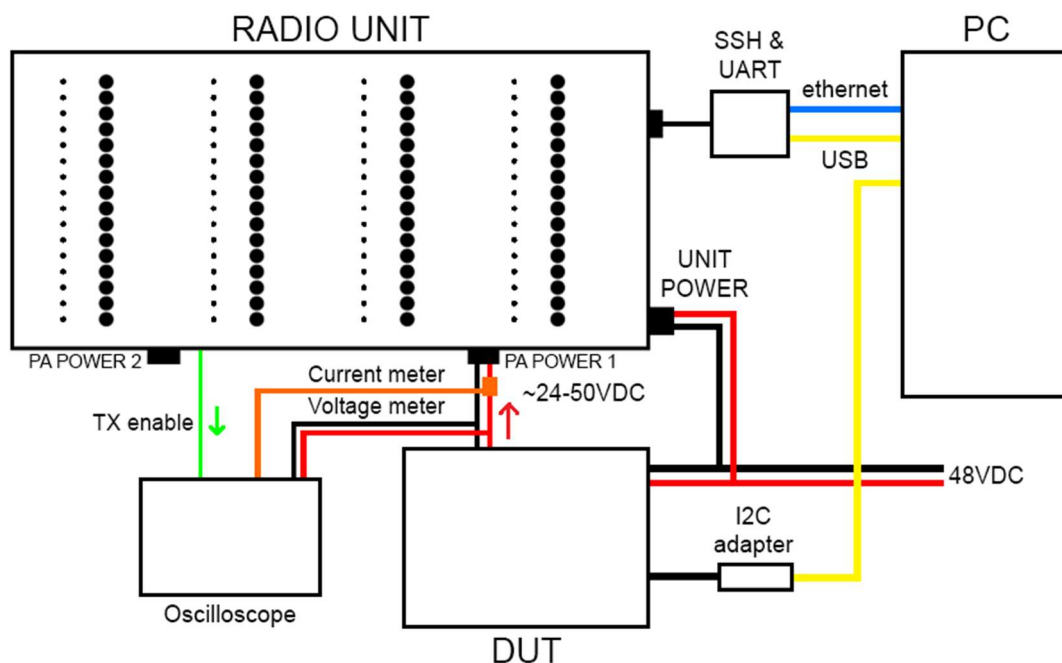 RADIO UNIT
SSH &
UART
PC
ethernet
USB
UNIT
POWER
PA POWER 2
PA POWER 1
Current meter
~24-50VDC
Voltage meter
TX enable
48VDC
I2C
adapter
Oscilloscope
DUT